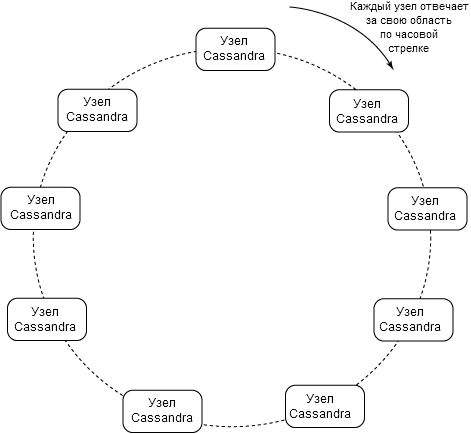 Каждый узел отвечает
за свою область
по часовой
стрелке
Узел
Cassandra
Узел
Cassandra
Узел
Cassandra
Узел
Cassandra
Узел
Cassandra
Узел
Cassandra
Узел
Cassandra
Узел
Cassandra
Узел
Cassandra